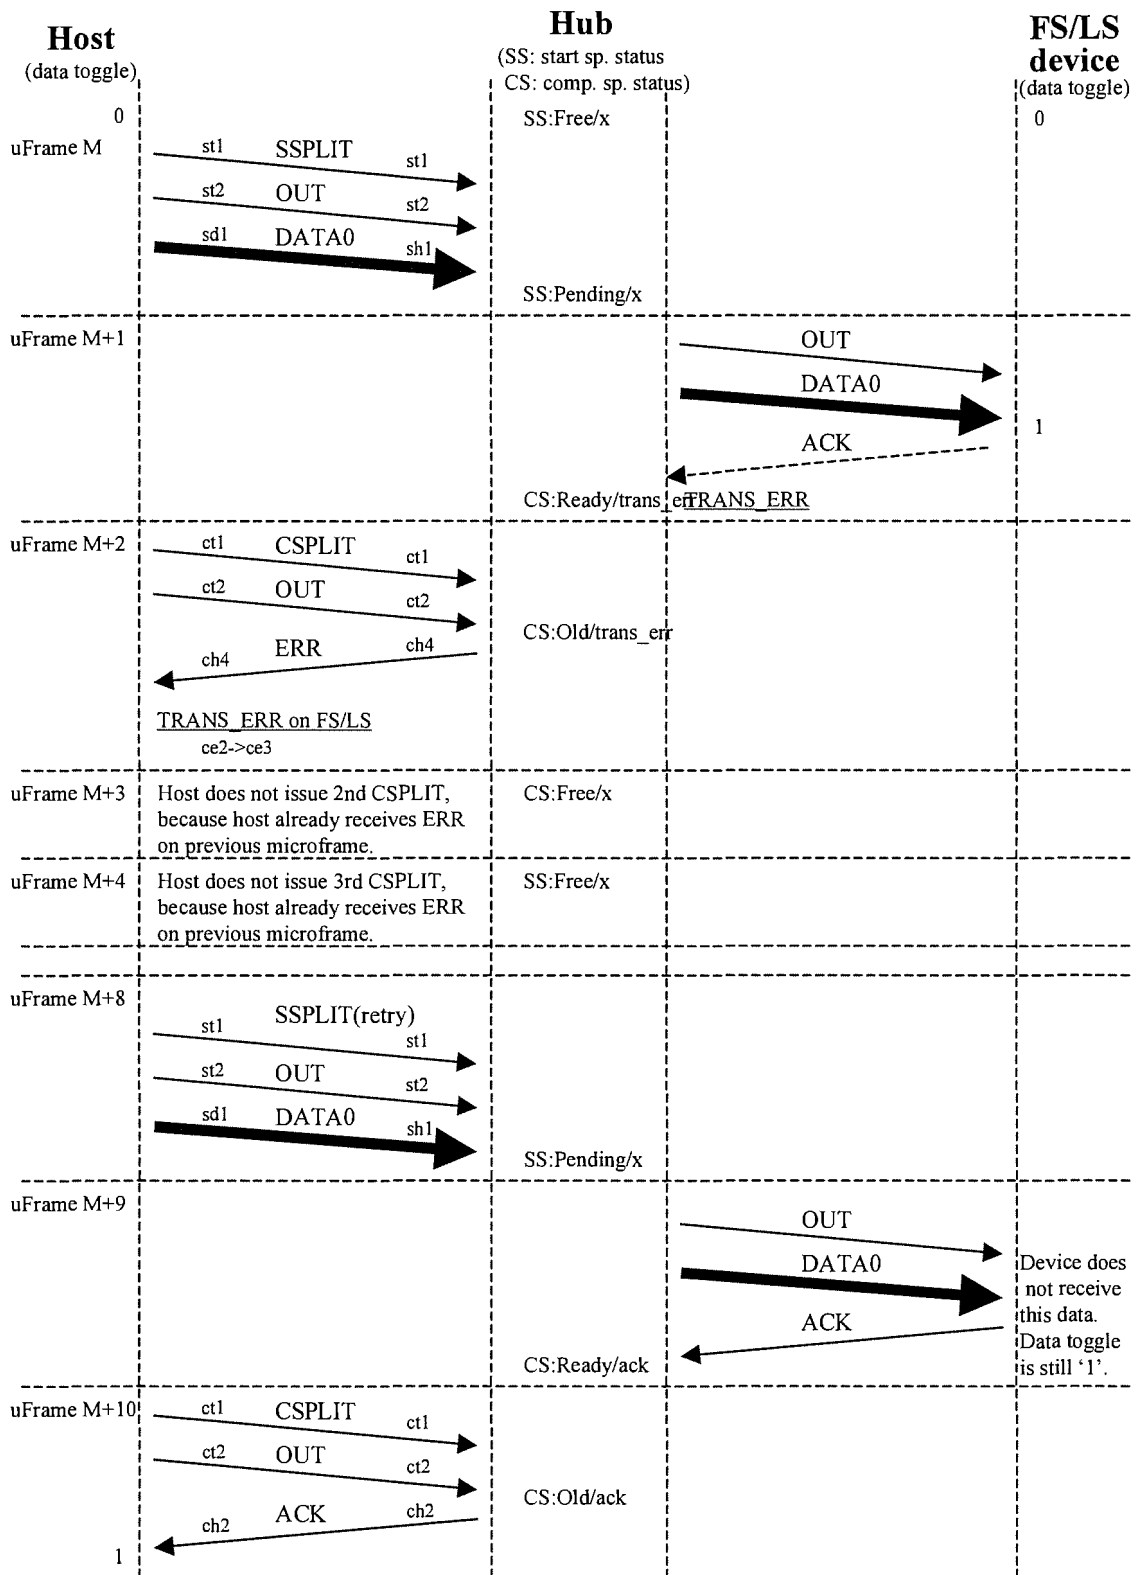 Host
(data toggle)
Hub
(SS: start sp. status
CS: comp. sp. status)
FS/LS
device
(data toggle)
0
SS:Free/x
0
uFrame M
st1 SSPLIT st1
st2 OUT st2
sd1 DATA0 sh1
SS:Pending/x
uFrame M+1
OUT
DATA0
1
ACK
CS:Ready/trans_err
TRANS_ERR
uFrame M+2
ct1 CSPLIT ct1
ct2 OUT ct2
CS:Old/trans_err
ch4 ERR ch4
TRANS_ERR on FS/LS
ce2->ce3
uFrame M+3
Host does not issue 2nd CSPLIT,
because host already receives ERR
on previous microframe.
CS:Free/x
uFrame M+4
Host does not issue 3rd CSPLIT,
because host already receives ERR
on previous microframe.
SS:Free/x
uFrame M+8
st1 SSPLIT(retry) st1
st2 OUT st2
sd1 DATA0 sh1
SS:Pending/x
uFrame M+9
OUT
DATA0
ACK
Device does
not receive
this data.
Data toggle
is still ‘1’.
CS:Ready/ack
uFrame M+10
ct1 CSPLIT ct1
ct2 OUT ct2
CS:Old/ack
ch2 ACK ch2
1